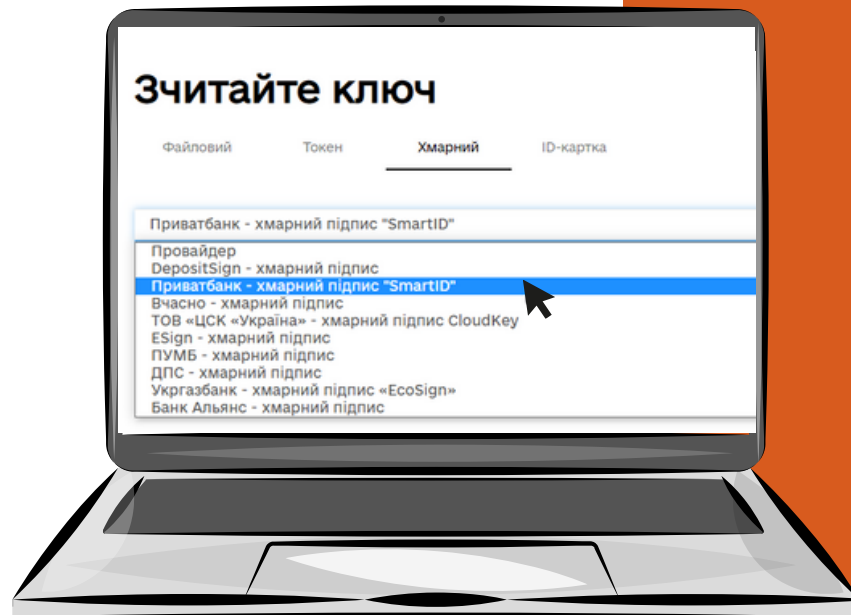 Зчитайте ключ
Файловий Токен Хмарний ID-картка
Приватбанк - хмарний підпис "SmartID"
Провайдер
DepositSign - хмарний підпис
Приватбанк - хмарний підпис "SmartID"
Вчасно - хмарний підпис
ТОВ «ЦСК «Україна» - хмарний підпис CloudKey
ESign - хмарний підпис
ПУМБ - хмарний підпис
ДПС - хмарний підпис
Укргазбанк - хмарний підпис «EcoSign»
Банк Альянс - хмарний підпис